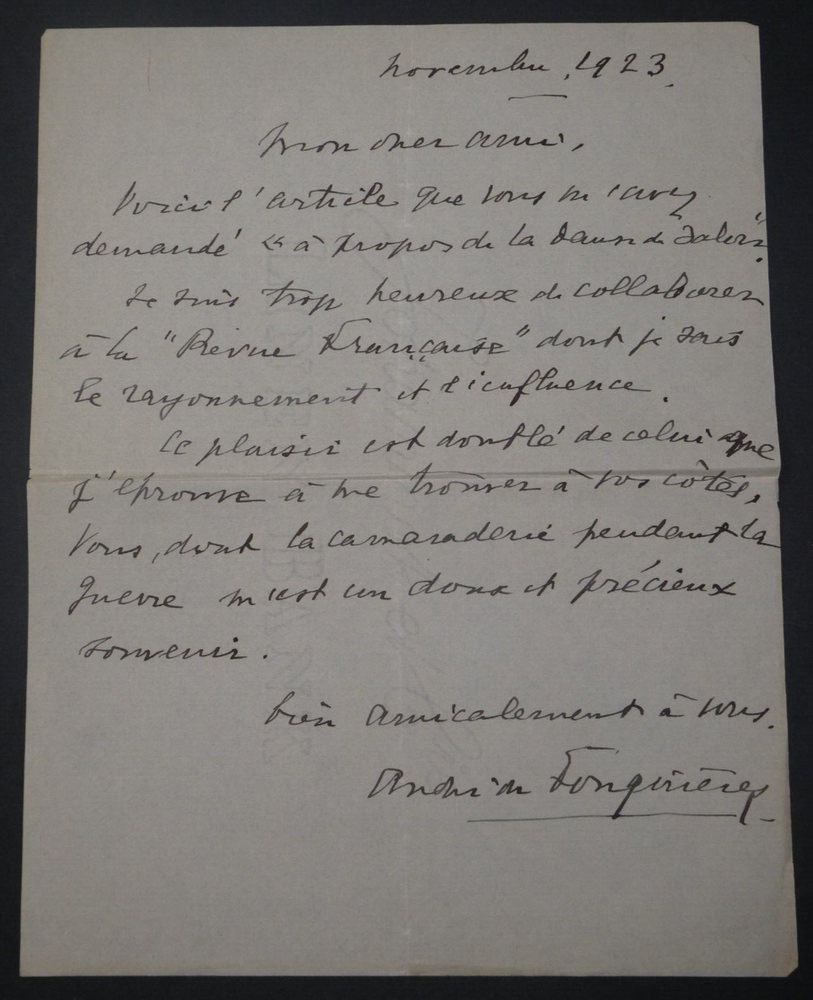 novembre, 1923.
Mon cher ami,
Voici l'article que vous m'avez
demandé "à propos de la danse de Salon".
Je suis trop heureux de collaborer
à la "Revue Française" dont je sais
le rayonnement et l'influence.
Ce plaisir est doublé de celui que
j'éprouve à me trouver à vos côtés,
Vous, dont la camaraderie pendant la
guerre m'est un doux et précieux
souvenir.
bien amicalement à vous.
André de Fouquières